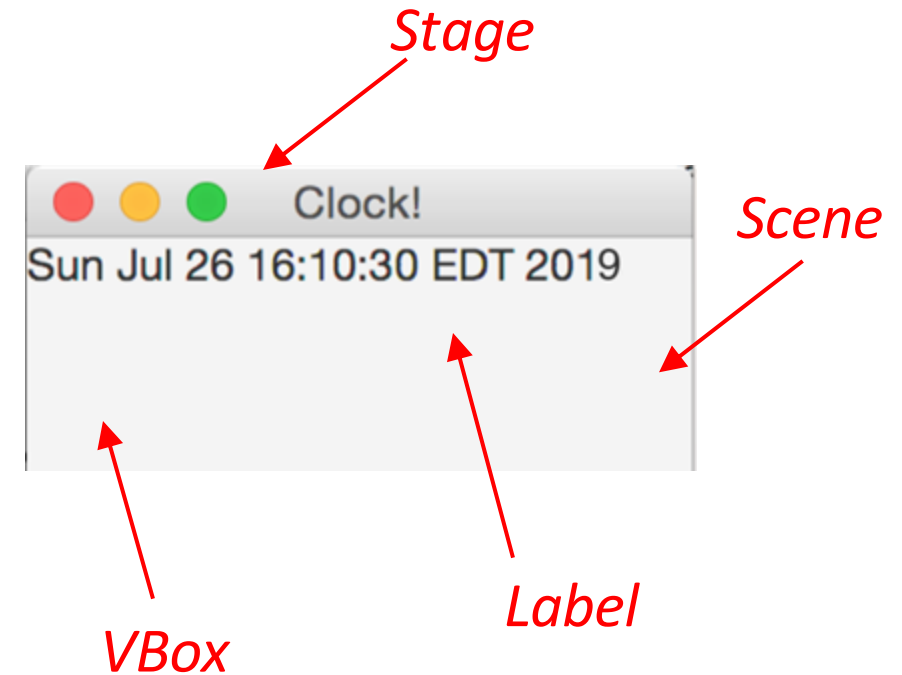 Stage
Clock!
Scene
Sun Jul 26 16:10:30 EDT 2019
Label
VBox